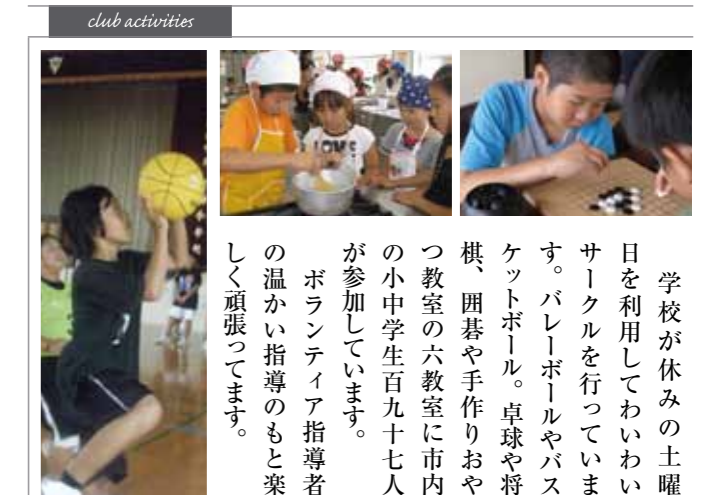 club activities
学校が休みの土曜
日を利用してわいわい
サークルを行っていま
す。バレーボールやバス
ケットボール。卓球や将
棋、囲碁や手作りおや
つ教室の六教室に市内
の小中学生百九十七人
が参加しています。
ボランティア指導者
の温かい指導のもと楽
しく頑張ってます。